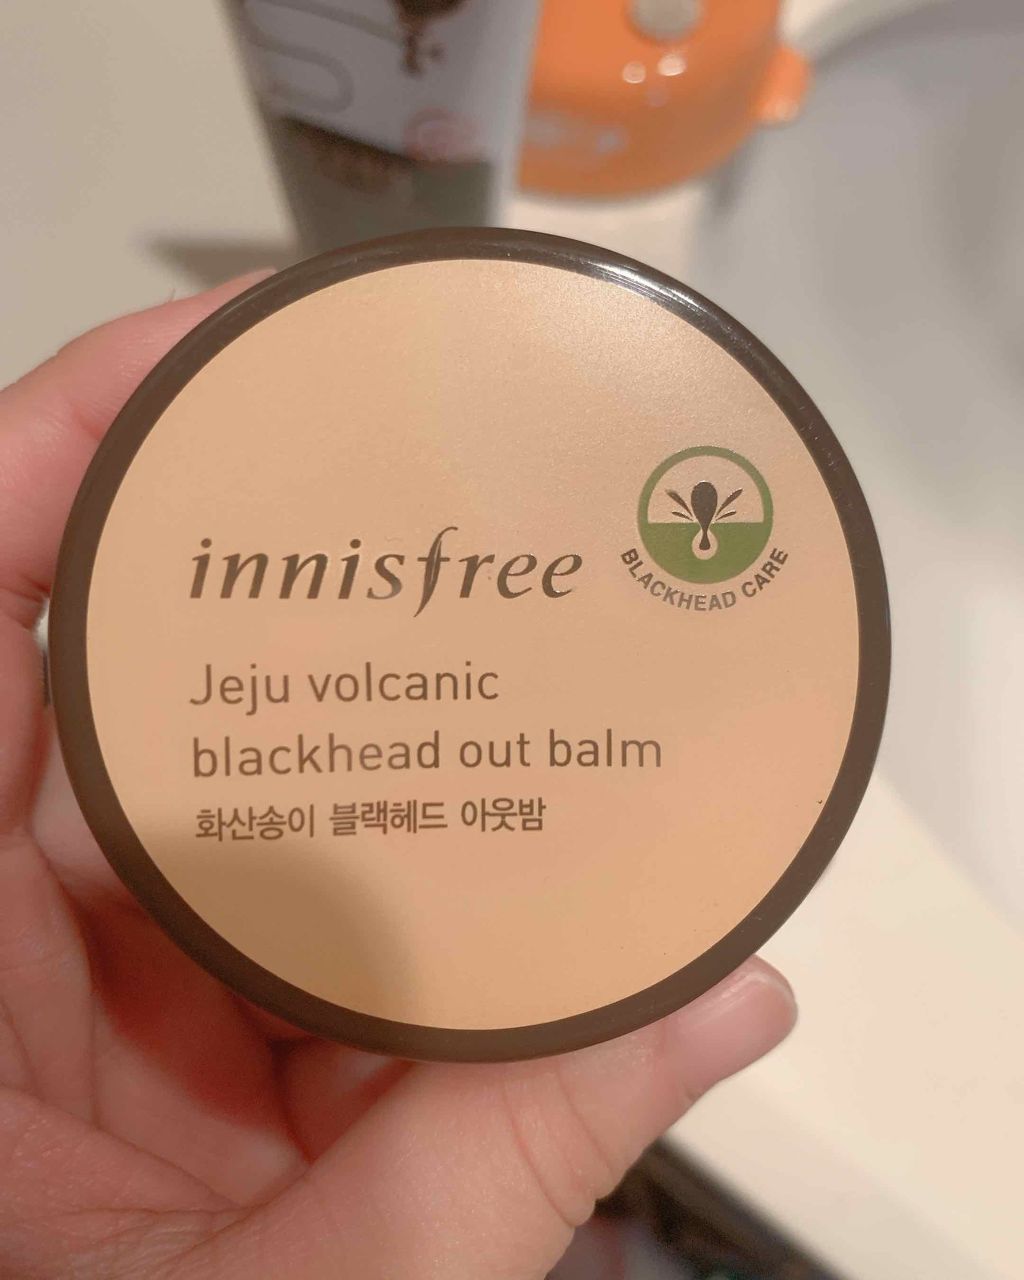 innisfree
BLACKHEAD CARE
Jeju volcanic
blackhead out balm
화산송이 블랙헤드 아웃밤